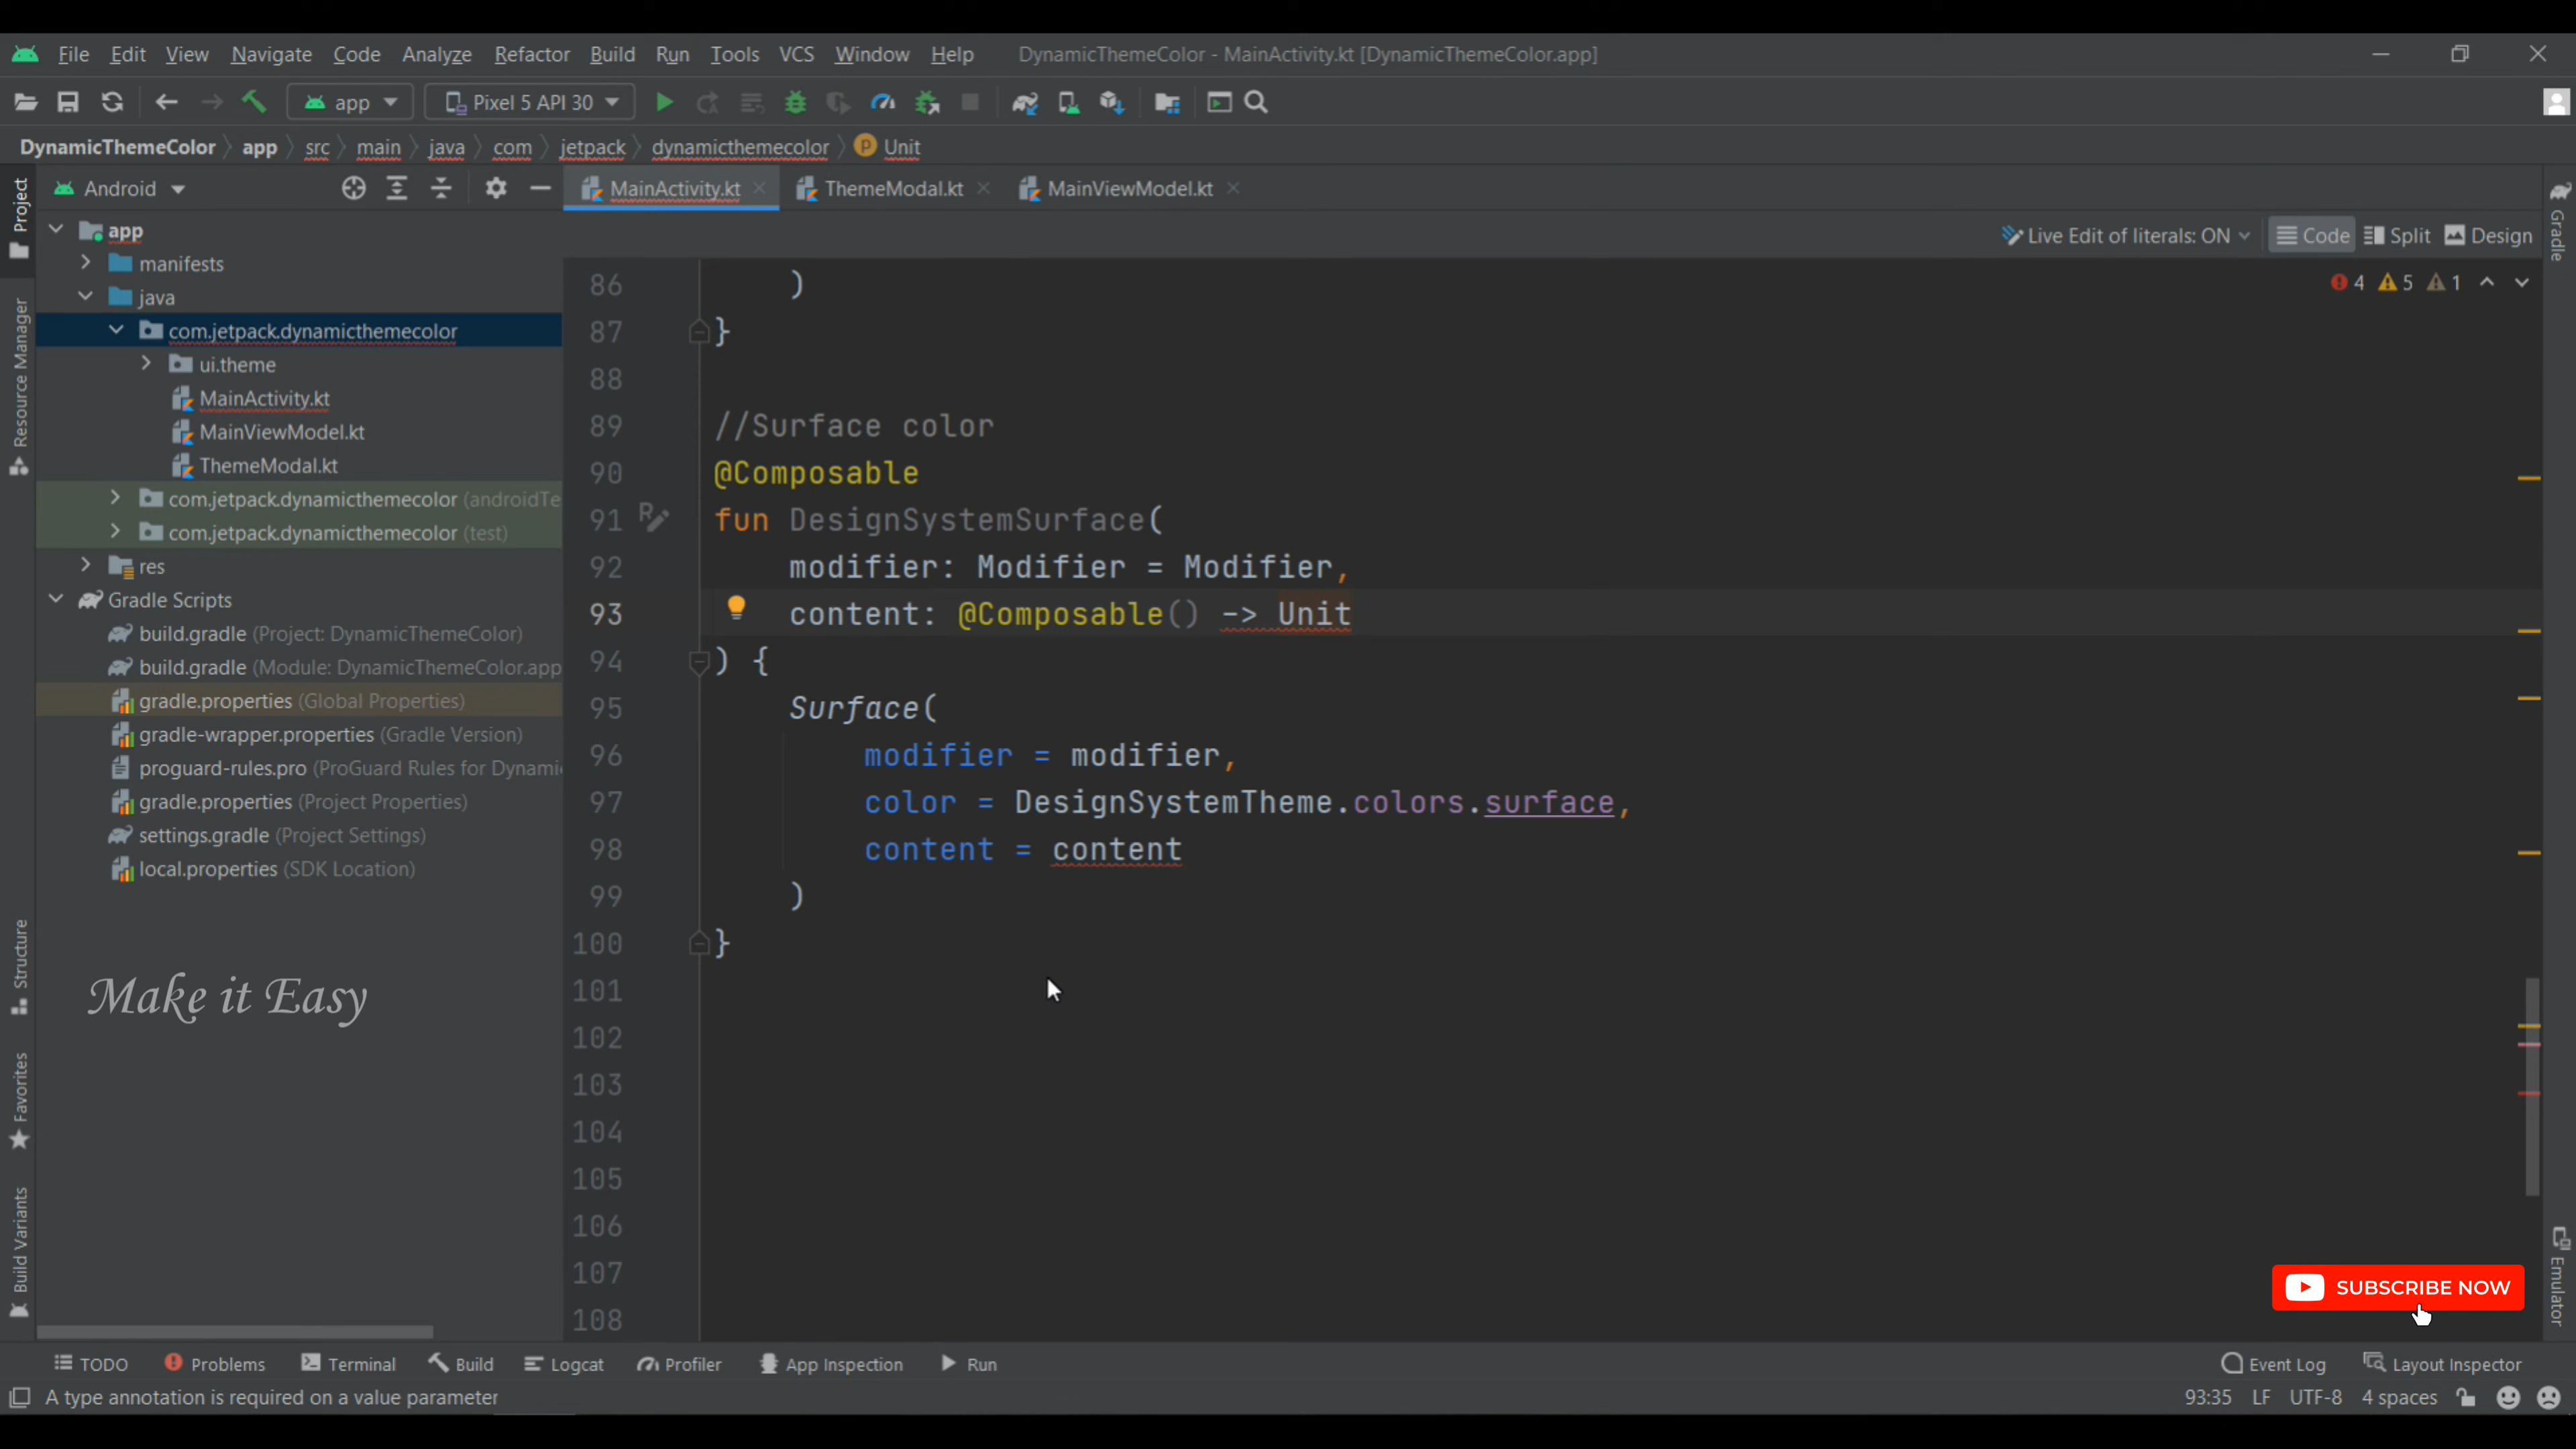 File Edit View Navigate Code Analyze Refactor Build Run Tools VCS Window Help DynamicThemeColor - MainActivity.kt [DynamicThemeColor.app]
app Pixel 5 API 30
DynamicThemeColor app src main java com jetpack dynamicthemecolor Unit
Android MainActivity.kt ThemeModal.kt MainViewModel.kt
Live Edit of literals: ON Code Split Design
4 5 1
Project
Resource Manager
Structure
Favorites
Build Variants
app
manifests
java
com.jetpack.dynamicthemecolor
ui.theme
MainActivity.kt
MainViewModel.kt
ThemeModal.kt
com.jetpack.dynamicthemecolor (androidTe
com.jetpack.dynamicthemecolor (test)
res
Gradle Scripts
build.gradle (Project: DynamicThemeColor)
build.gradle (Module: DynamicThemeColor.app
gradle.properties (Global Properties)
gradle-wrapper.properties (Gradle Version)
proguard-rules.pro (ProGuard Rules for Dynami
gradle.properties (Project Properties)
settings.gradle (Project Settings)
local.properties (SDK Location)
Make it Easy
86 )
87 }
88
89 //Surface color
90 @Composable
91 fun DesignSystemSurface(
92 modifier: Modifier = Modifier,
93 content: @Composable() -> Unit
94 ) {
95 Surface(
96 modifier = modifier,
97 color = DesignSystemTheme.colors.surface,
98 content = content
99 )
100 }
101
102
103
104
105
106
107
108
Gradle
Emulator
SUBSCRIBE NOW
TODO Problems Terminal Build Logcat Profiler App Inspection Run Event Log Layout Inspector
A type annotation is required on a value parameter 93:35 LF UTF-8 4 spaces